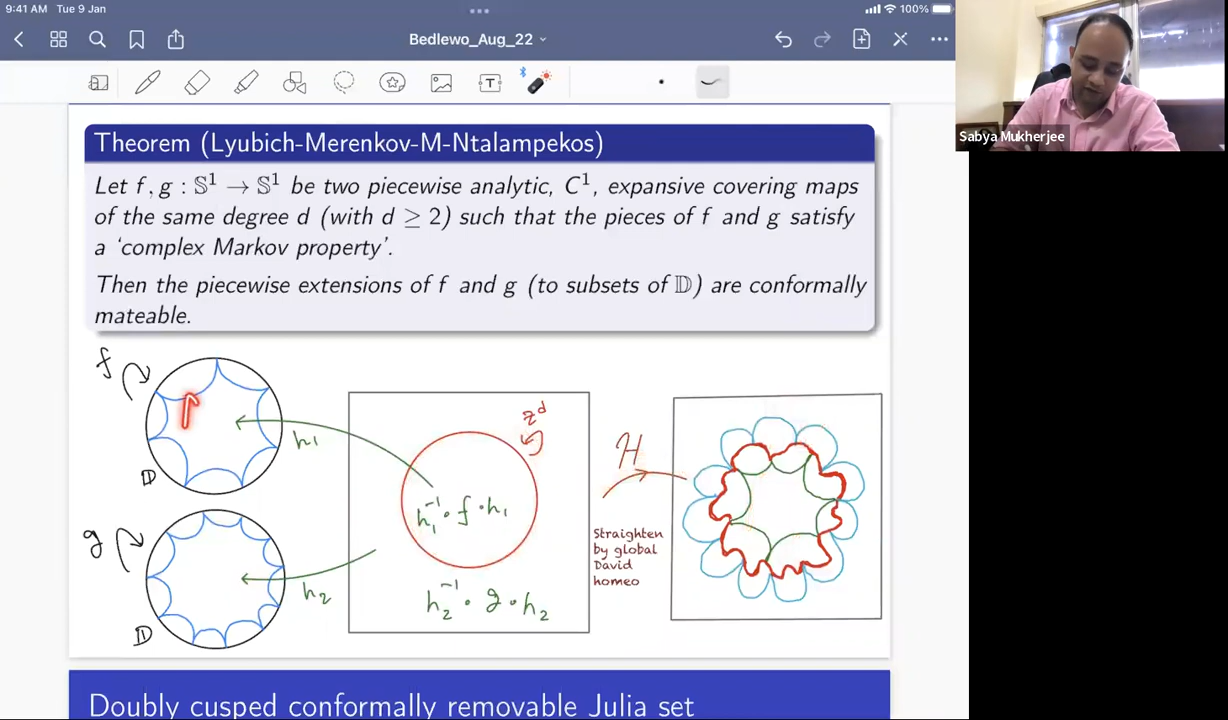 9:41 AM Tue 9 Jan
100%
Bedlewo_Aug_22
T
Sabya Mukherjee
Theorem (Lyubich-Merenkov-M-Ntalampekos)
Let f, g : 𝕊¹ → 𝕊¹ be two piecewise analytic, C¹, expansive covering maps
of the same degree d (with d ≥ 2) such that the pieces of f and g satisfy
a ‘complex Markov property’.
Then the piecewise extensions of f and g (to subsets of 𝔻) are conformally
mateable.
f
𝔻
h₁
z^d
h₁⁻¹ ∘ f ∘ h₁
H
Straighten
by global
David
homeo
g
𝔻
h₂
h₂⁻¹ ∘ g ∘ h₂
Doubly cusped conformally removable Julia set